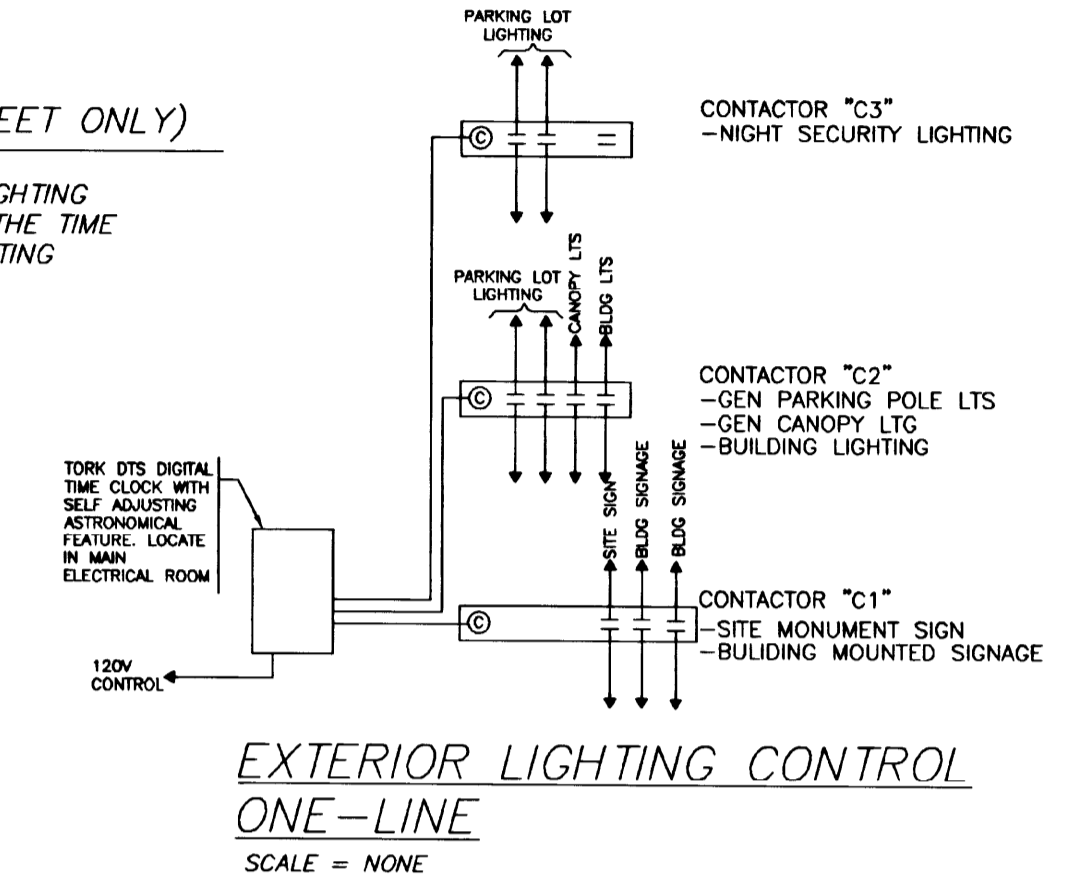 PARKING LOT
LIGHTING
EET ONLY)
CONTACTOR "C3"
-NIGHT SECURITY LIGHTING
C
GHTING
THE TIME
TING
PARKING LOT
LIGHTING
CANOPY LTS
BLDG LTS
CONTACTOR "C2"
-GEN PARKING POLE LTS
-GEN CANOPY LTG
-BUILDING LIGHTING
C
TORK DTS DIGITAL
TIME CLOCK WITH
SELF ADJUSTING
ASTRONOMICAL
FEATURE. LOCATE
IN MAIN
ELECTRICAL ROOM
SITE SIGN
BLDG SIGNAGE
BLDG SIGNAGE
CONTACTOR "C1"
-SITE MONUMENT SIGN
-BULIDING MOUNTED SIGNAGE
C
120V
CONTROL
EXTERIOR LIGHTING CONTROL
ONE-LINE
SCALE = NONE